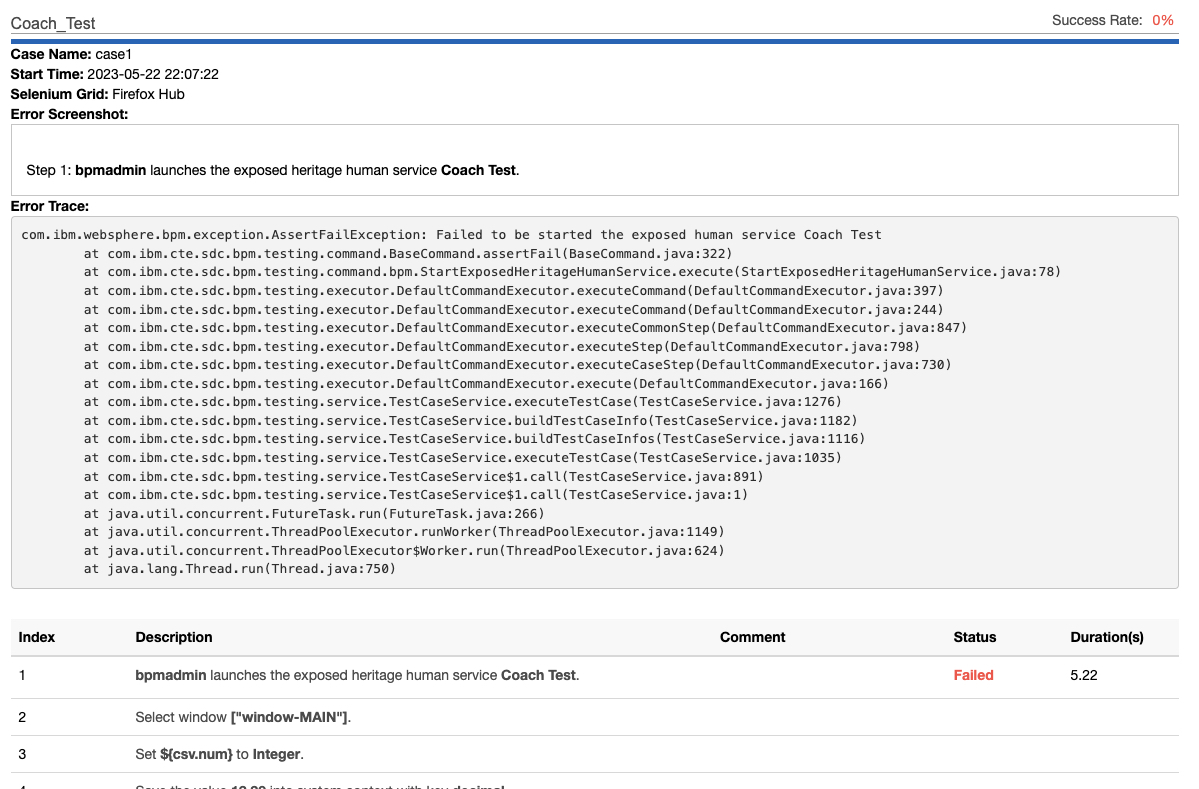 Coach_Test
Success Rate: 0%
Case Name: case1
Start Time: 2023-05-22 22:07:22
Selenium Grid: Firefox Hub
Error Screenshot:
Step 1: bpmadmin launches the exposed heritage human service Coach Test.
Error Trace:
com.ibm.websphere.bpm.exception.AssertFailException: Failed to be started the exposed human service Coach Test
at com.ibm.cte.sdc.bpm.testing.command.BaseCommand.assertFail(BaseCommand.java:322)
at com.ibm.cte.sdc.bpm.testing.command.bpm.StartExposedHeritageHumanService.execute(StartExposedHeritageHumanService.java:78)
at com.ibm.cte.sdc.bpm.testing.executor.DefaultCommandExecutor.executeCommand(DefaultCommandExecutor.java:397)
at com.ibm.cte.sdc.bpm.testing.executor.DefaultCommandExecutor.executeCommand(DefaultCommandExecutor.java:244)
at com.ibm.cte.sdc.bpm.testing.executor.DefaultCommandExecutor.executeCommonStep(DefaultCommandExecutor.java:847)
at com.ibm.cte.sdc.bpm.testing.executor.DefaultCommandExecutor.executeStep(DefaultCommandExecutor.java:798)
at com.ibm.cte.sdc.bpm.testing.executor.DefaultCommandExecutor.executeCaseStep(DefaultCommandExecutor.java:730)
at com.ibm.cte.sdc.bpm.testing.executor.DefaultCommandExecutor.execute(DefaultCommandExecutor.java:166)
at com.ibm.cte.sdc.bpm.testing.service.TestCaseService.executeTestCase(TestCaseService.java:1276)
at com.ibm.cte.sdc.bpm.testing.service.TestCaseService.buildTestCaseInfo(TestCaseService.java:1182)
at com.ibm.cte.sdc.bpm.testing.service.TestCaseService.buildTestCaseInfos(TestCaseService.java:1116)
at com.ibm.cte.sdc.bpm.testing.service.TestCaseService.executeTestCase(TestCaseService.java:1035)
at com.ibm.cte.sdc.bpm.testing.service.TestCaseService$1.call(TestCaseService.java:891)
at com.ibm.cte.sdc.bpm.testing.service.TestCaseService$1.call(TestCaseService.java:1)
at java.util.concurrent.FutureTask.run(FutureTask.java:266)
at java.util.concurrent.ThreadPoolExecutor.runWorker(ThreadPoolExecutor.java:1149)
at java.util.concurrent.ThreadPoolExecutor$Worker.run(ThreadPoolExecutor.java:624)
at java.lang.Thread.run(Thread.java:750)
Index Description Comment Status Duration(s)
1 bpmadmin launches the exposed heritage human service Coach Test. Failed 5.22
2 Select window ["window-MAIN"].
3 Set ${csv.num} to Integer.